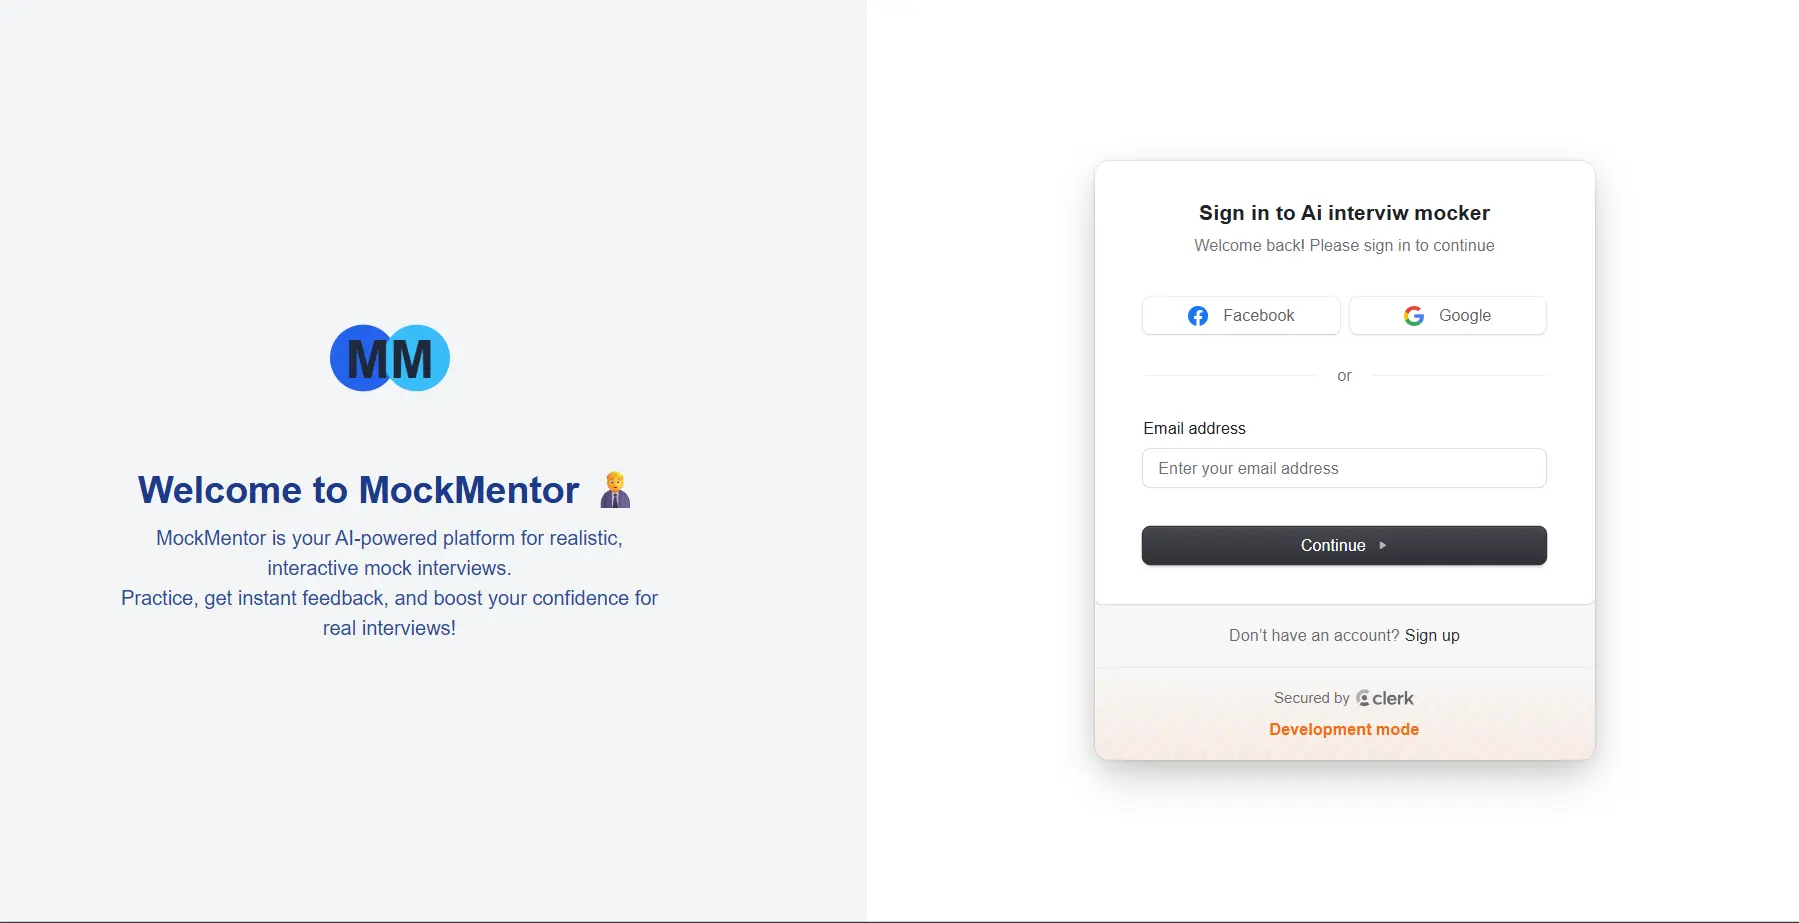 MM
Welcome to MockMentor
MockMentor is your AI-powered platform for realistic,
interactive mock interviews.
Practice, get instant feedback, and boost your confidence for
real interviews!
Sign in to Ai interviw mocker
Welcome back! Please sign in to continue
Facebook
Google
or
Email address
Enter your email address
Continue
Don’t have an account? Sign up
Secured by clerk
Development mode